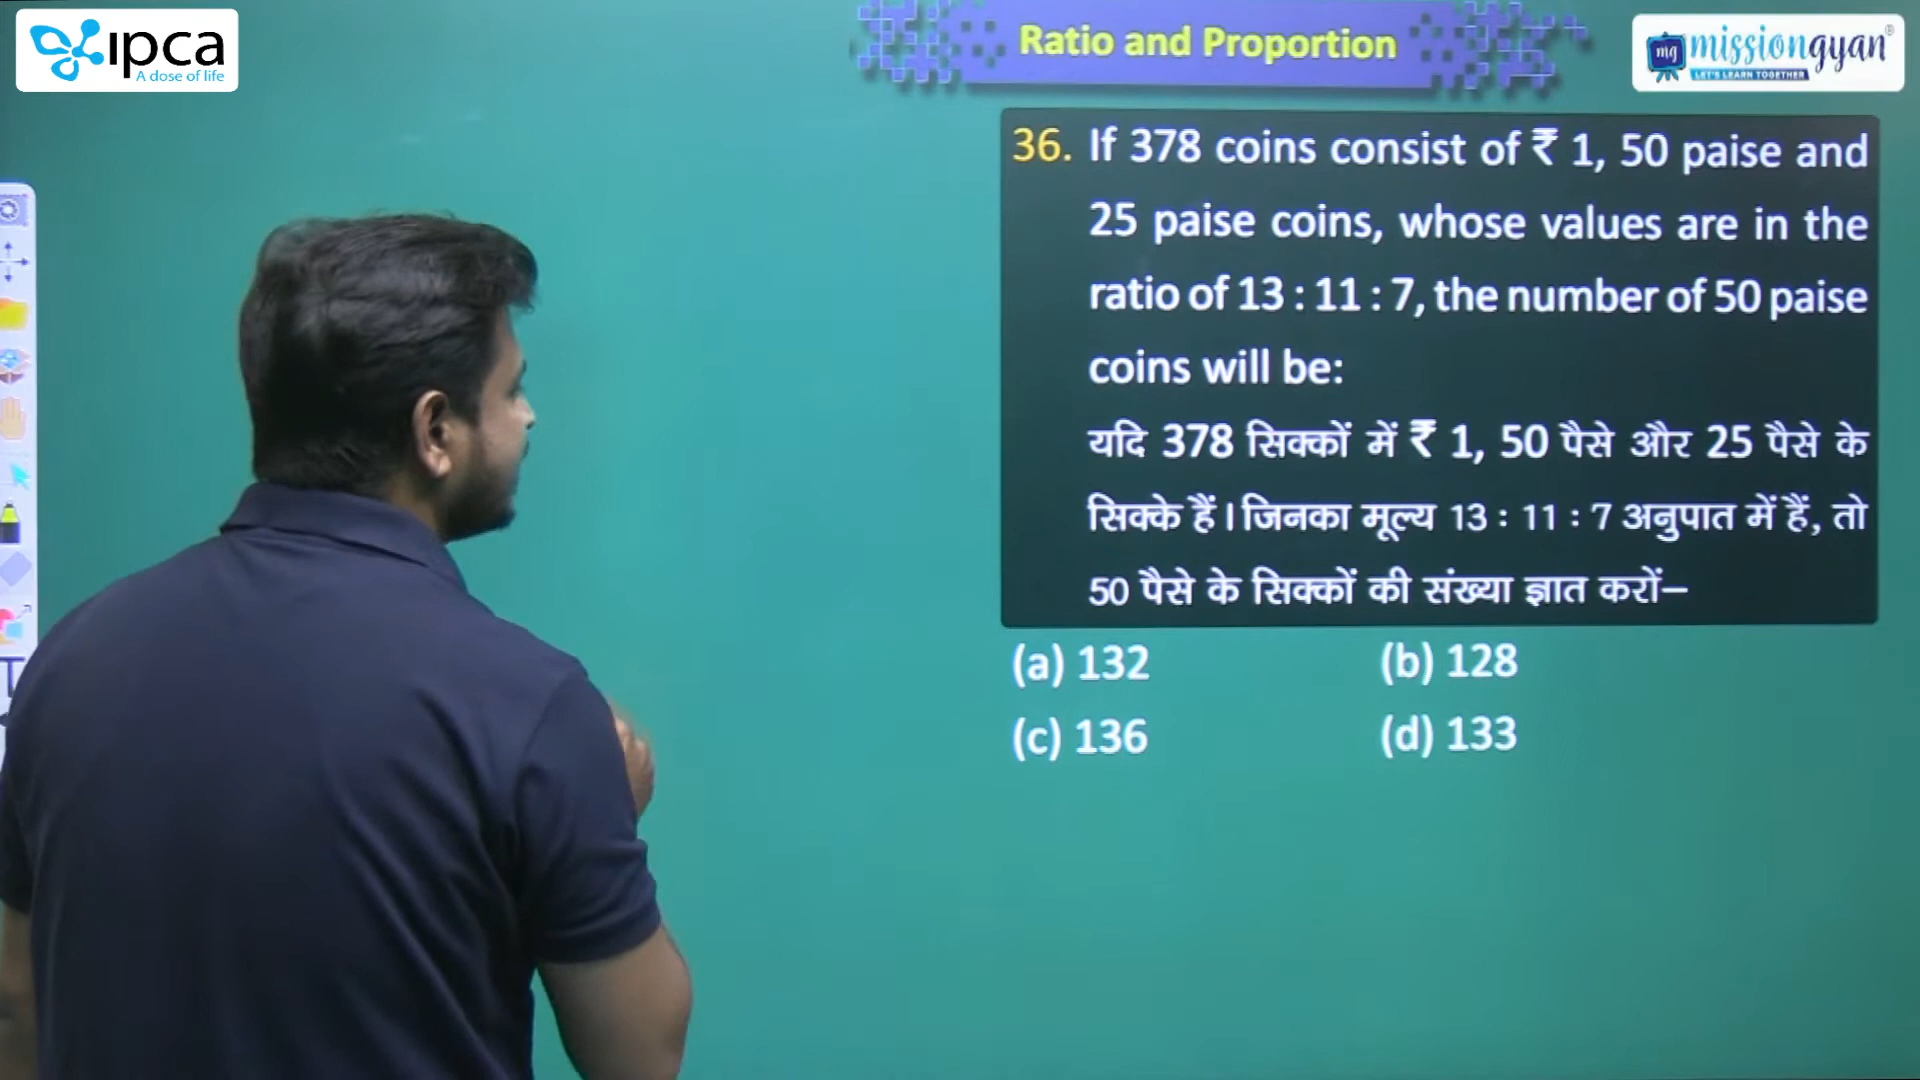 ipca
A dose of life
Ratio and Proportion
mg missiongyan®
LET'S LEARN TOGETHER
36. If 378 coins consist of ₹ 1, 50 paise and
25 paise coins, whose values are in the
ratio of 13 : 11 : 7, the number of 50 paise
coins will be:
यदि 378 सिक्कों में ₹ 1, 50 पैसे और 25 पैसे के
सिक्के हैं। जिनका मूल्य 13 : 11 : 7 अनुपात में हैं, तो
50 पैसे के सिक्कों की संख्या ज्ञात करों–
(a) 132 (b) 128
(c) 136 (d) 133